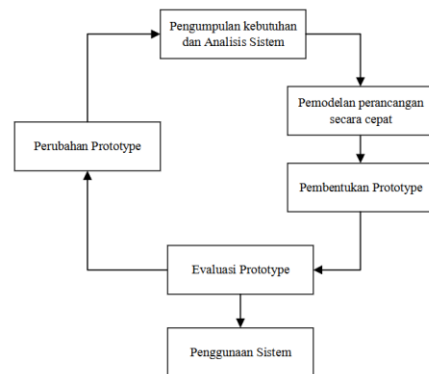 Pengumpulan kebutuhan
dan Analisis Sistem
Pemodelan perancangan
secara cepat
Perubahan Prototype
Pembentukan Prototype
Evaluasi Prototype
Penggunaan Sistem